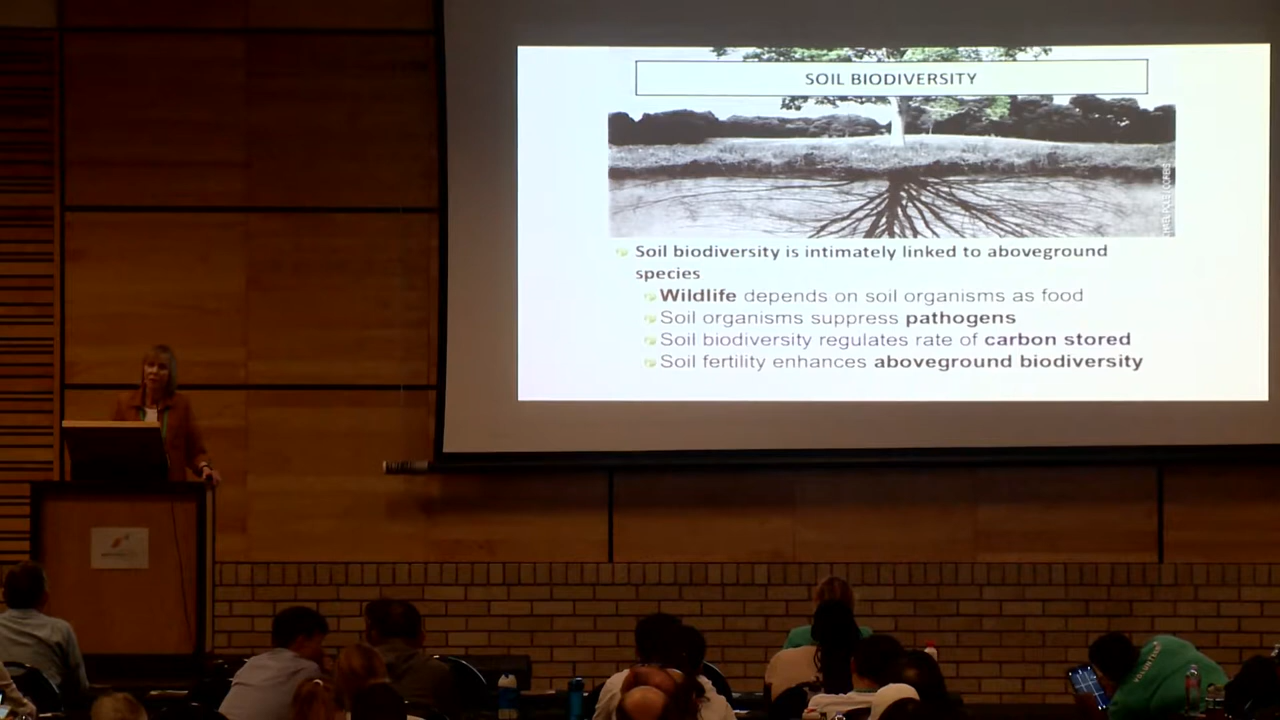 SOIL BIODIVERSITY
Soil biodiversity is intimately linked to aboveground
species
Wildlife depends on soil organisms as food
Soil organisms suppress pathogens
Soil biodiversity regulates rate of carbon stored
Soil fertility enhances aboveground biodiversity
VOLUNTEER